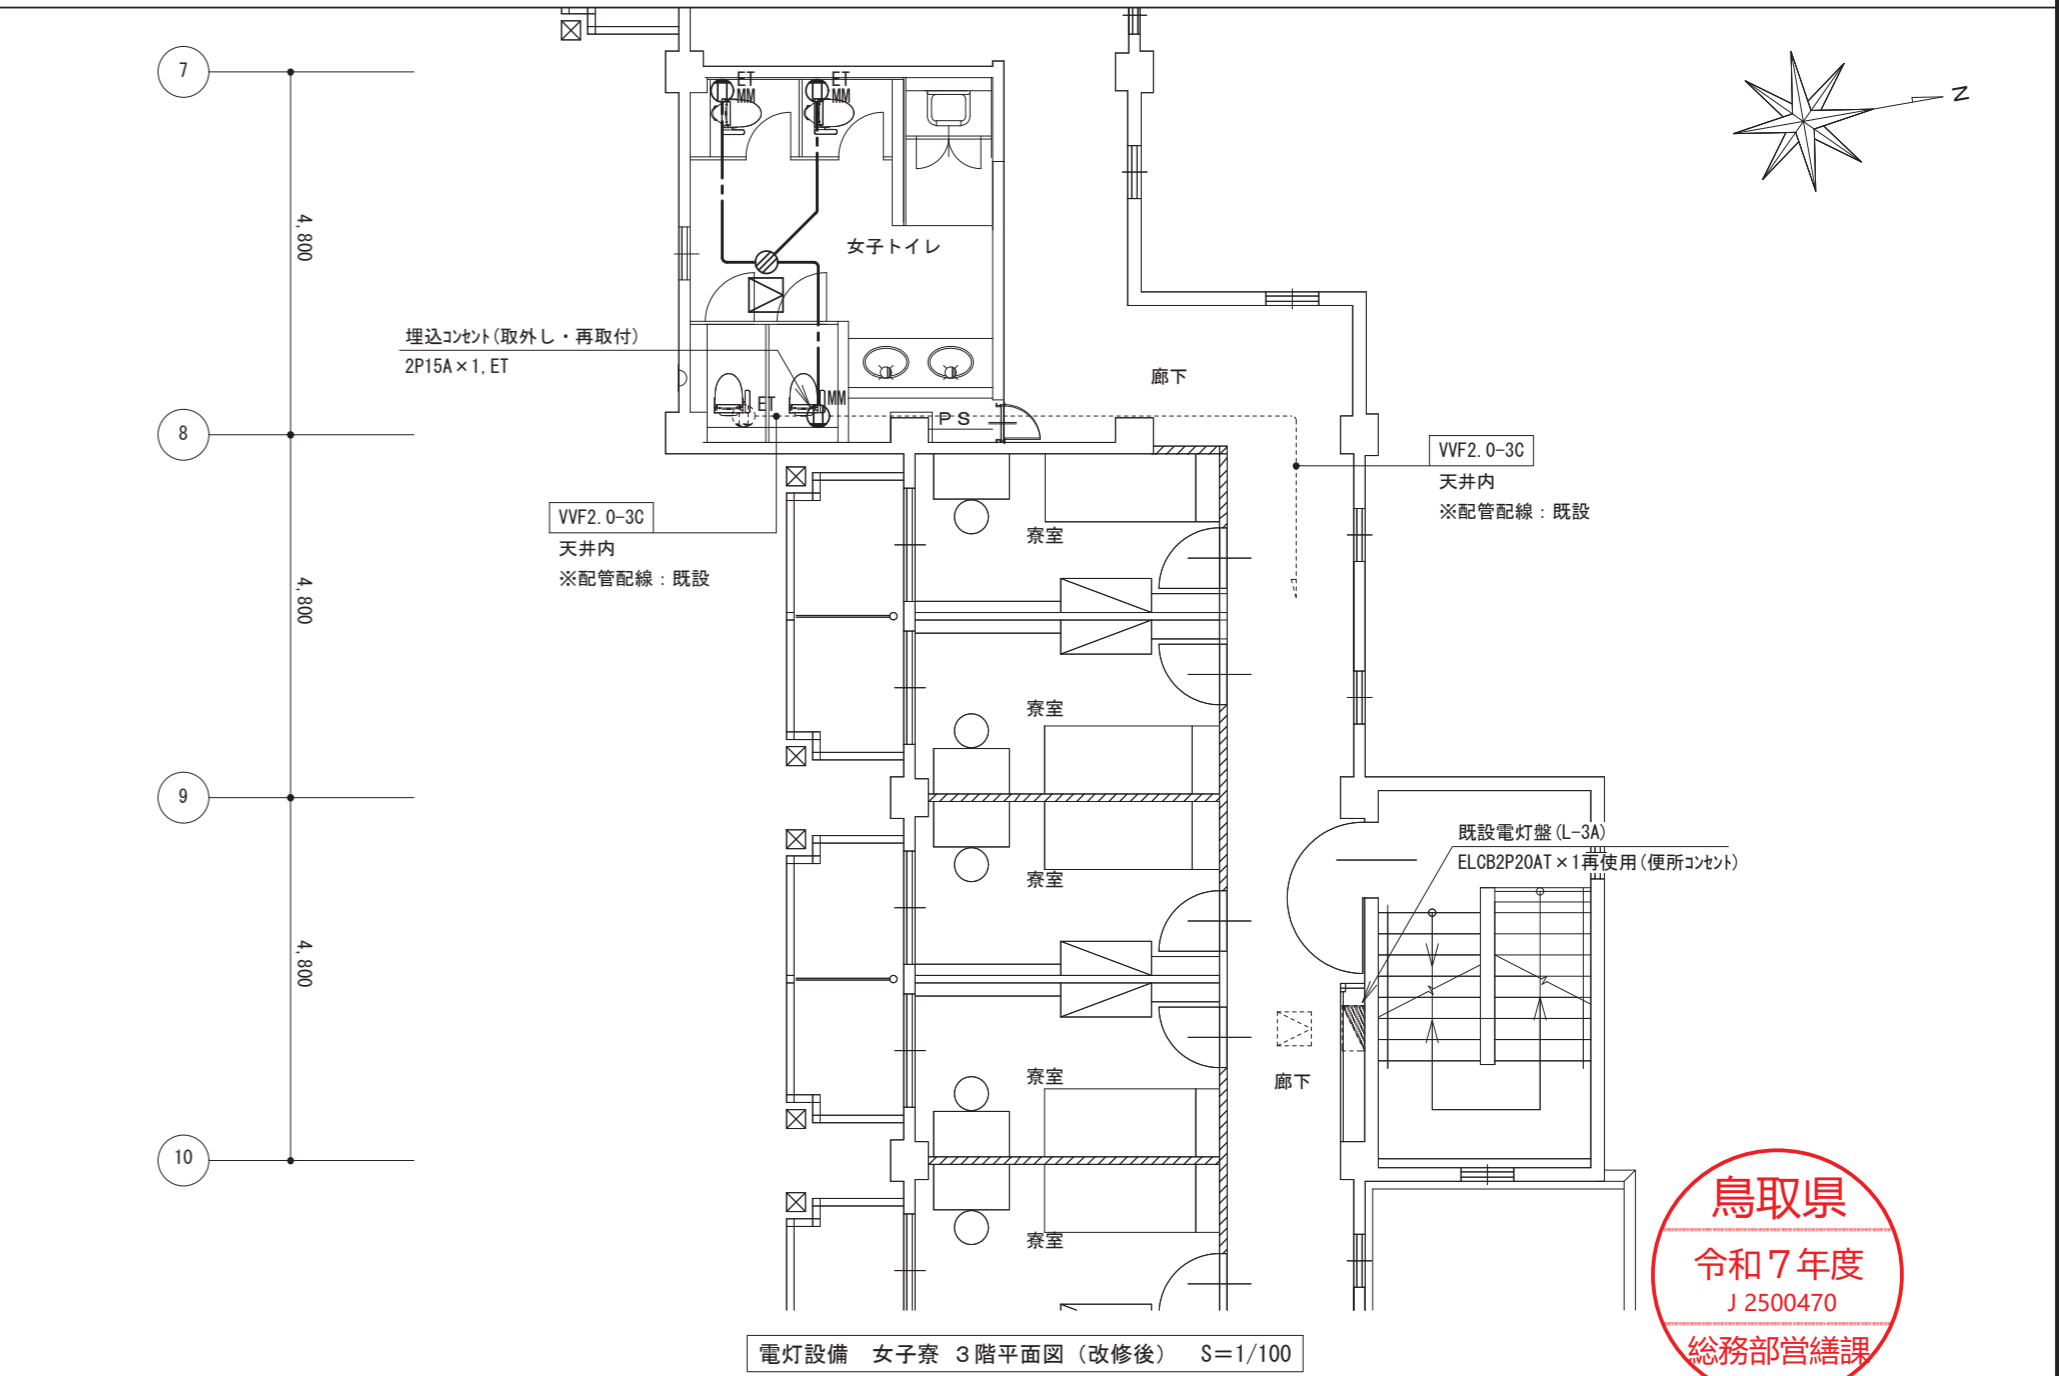 7
4,800
8
4,800
9
4,800
10
ET
MM
ET
MM
女子トイレ
N
埋込コンセント(取外し・再取付)
2P15A×1,ET
ET
MM
PS
廊下
VVF2.0-3C
天井内
※配管配線：既設
VVF2.0-3C
天井内
※配管配線：既設
寮室
寮室
寮室
既設電灯盤(L-3A)
ELCB2P20AT×1再使用(便所コンセント)
寮室
廊下
寮室
鳥取県
令和７年度
J 2500470
総務部営繕課
電灯設備　女子寮　３階平面図（改修後）　S＝1/100